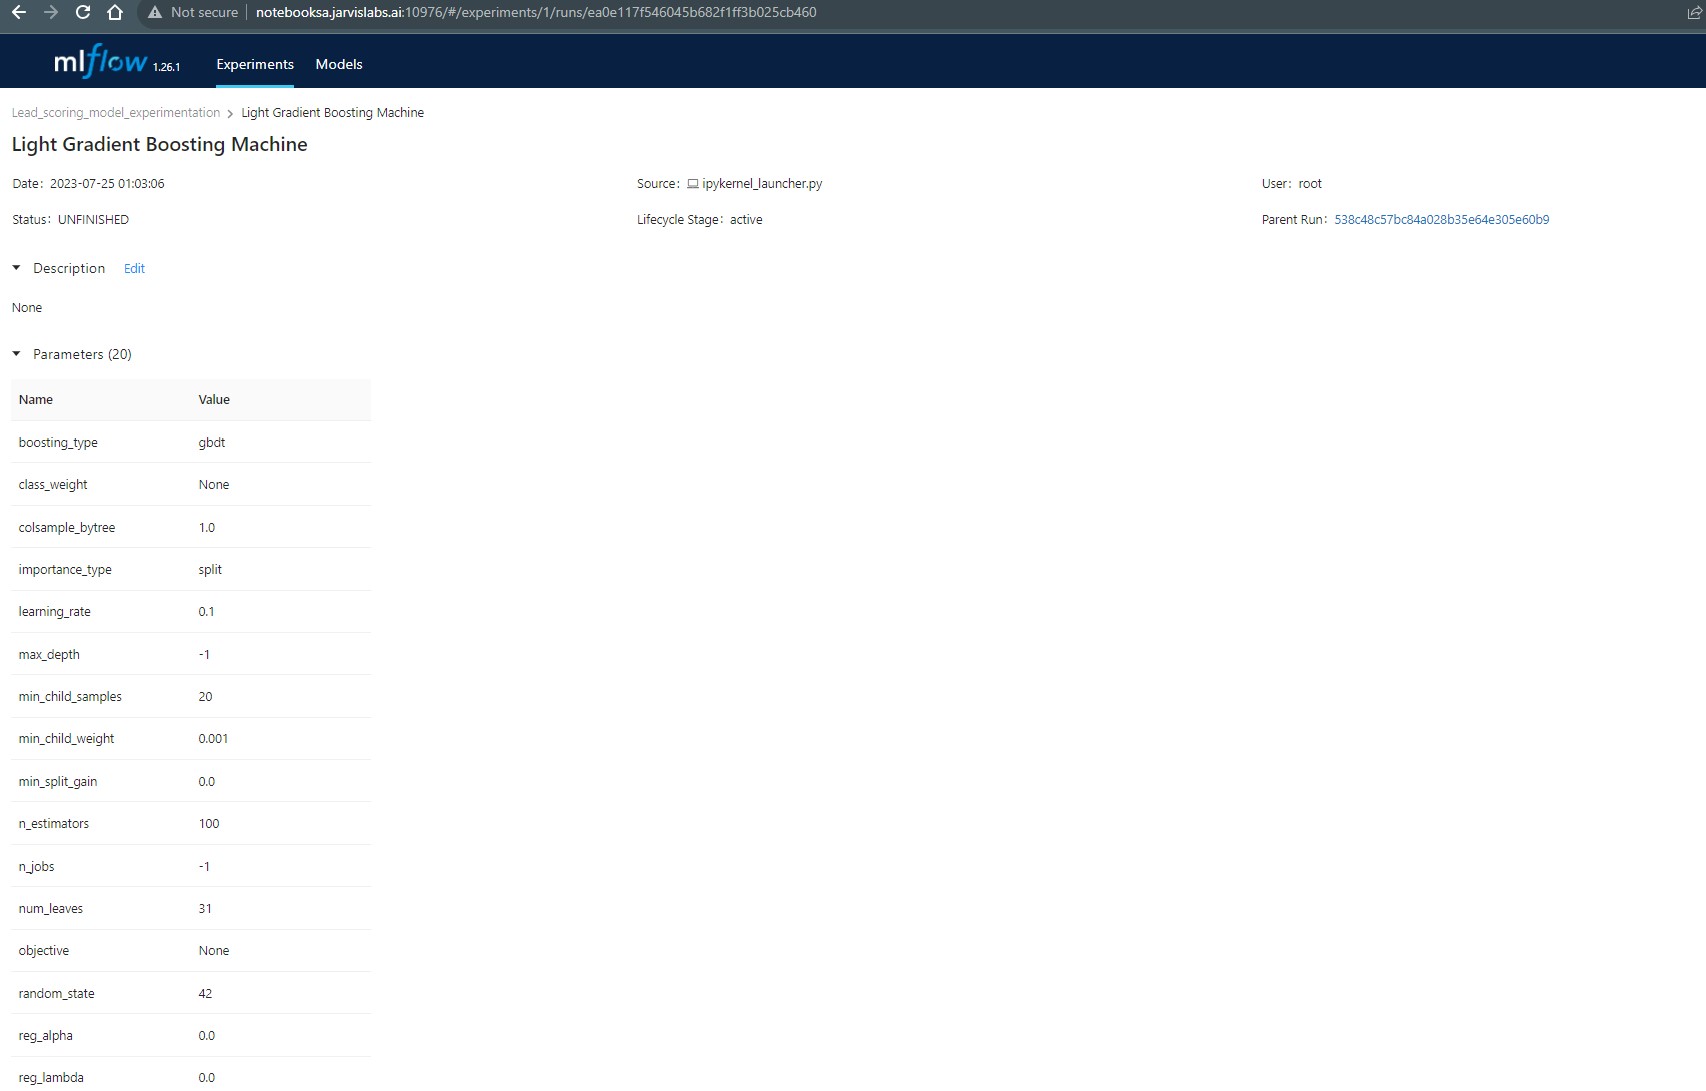 Not secure notebooksa.jarvislabs.ai:10976/#/experiments/1/runs/ea0e117f546045b682f1ff3b025cb460
mlflow 1.26.1 Experiments Models
Lead_scoring_model_experimentation > Light Gradient Boosting Machine
Light Gradient Boosting Machine
Date: 2023-07-25 01:03:06 Source: ipykernel_launcher.py User: root
Status: UNFINISHED Lifecycle Stage: active Parent Run: 538c48c57bc84a028b35e64e305e60b9
Description Edit
None
Parameters (20)
Name Value
boosting_type gbdt
class_weight None
colsample_bytree 1.0
importance_type split
learning_rate 0.1
max_depth -1
min_child_samples 20
min_child_weight 0.001
min_split_gain 0.0
n_estimators 100
n_jobs -1
num_leaves 31
objective None
random_state 42
reg_alpha 0.0
reg_lambda 0.0